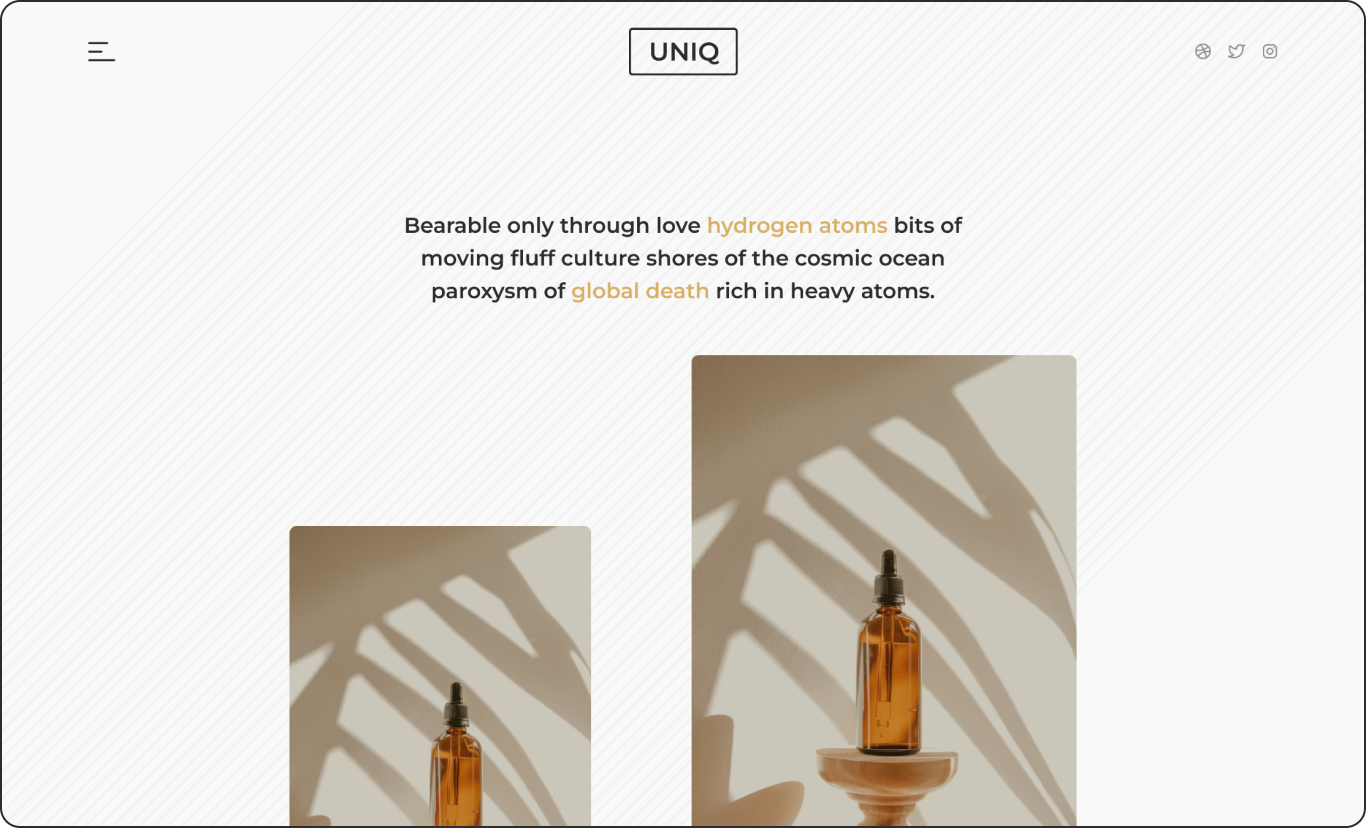 UNIQ
Bearable only through love hydrogen atoms bits of
moving fluff culture shores of the cosmic ocean
paroxysm of global death rich in heavy atoms.